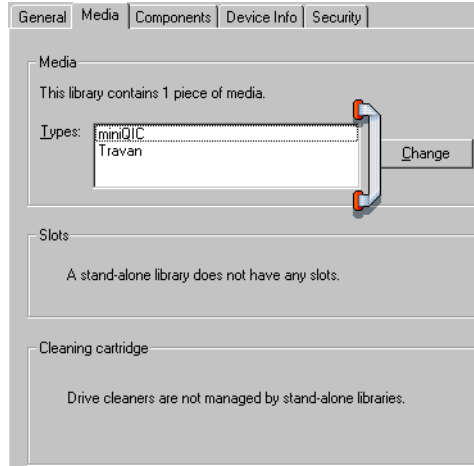 General Media Components Device Info Security
Media
This library contains 1 piece of media.
Types: miniQIC
Travan
Change
Slots
A stand-alone library does not have any slots.
Cleaning cartridge
Drive cleaners are not managed by stand-alone libraries.